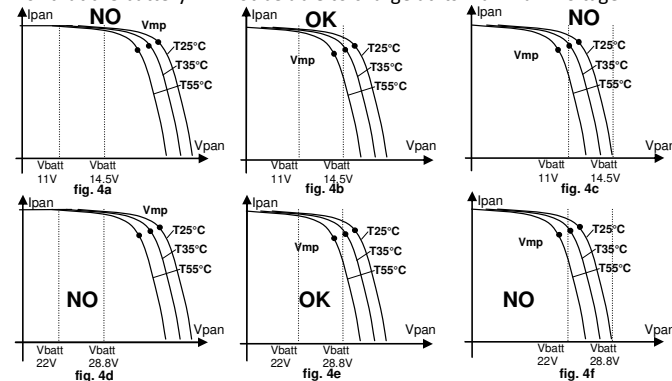 Ipan
NO
Vmp
T25°C
T35°C
T55°C
Vpan
Vbatt
11V
Vbatt
14.5V
fig. 4a
Ipan
OK
Vmp
T25°C
T35°C
T55°C
Vpan
Vbatt
11V
Vbatt
14.5V
fig. 4b
Ipan
NO
Vmp
T25°C
T35°C
T55°C
Vpan
Vbatt
11V
Vbatt
14.5V
fig. 4c
Ipan
Vmp
T25°C
T35°C
T55°C
NO
Vpan
Vbatt
22V
Vbatt
28.8V
fig. 4d
Ipan
T25°C
Vmp
T35°C
T55°C
OK
Vpan
Vbatt
22V
Vbatt
28.8V
fig. 4e
Ipan
T25°C
Vmp
T35°C
T55°C
NO
Vpan
Vbatt
22V
Vbatt
28.8V
fig. 4f